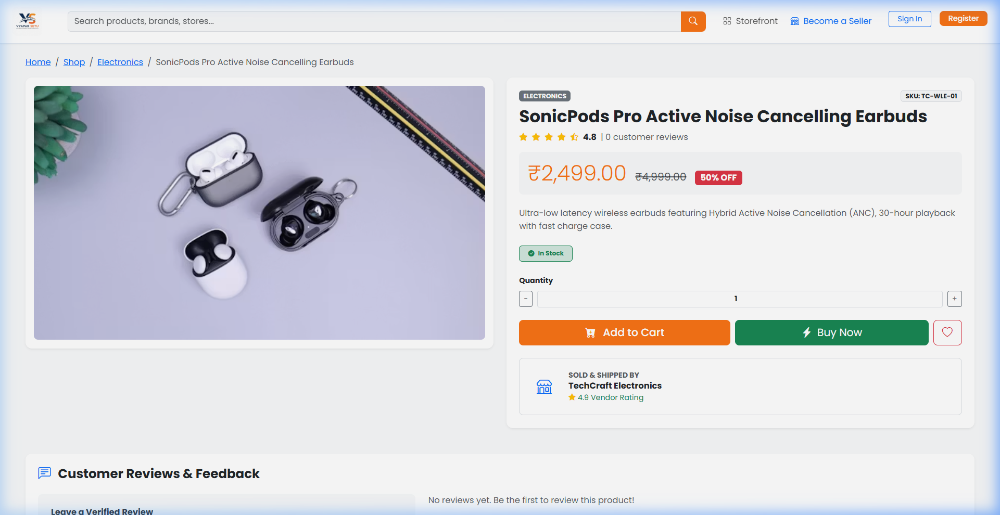 VS
VYAPAR SETU
Search products, brands, stores...
Storefront
Become a Seller
Sign In
Register
Home / Shop / Electronics / SonicPods Pro Active Noise Cancelling Earbuds
ELECTRONICS
SKU: TC-WLE-01
SonicPods Pro Active Noise Cancelling Earbuds
4.8 | 0 customer reviews
₹2,499.00 ₹4,999.00 50% OFF
Ultra-low latency wireless earbuds featuring Hybrid Active Noise Cancellation (ANC), 30-hour playback
with fast charge case.
In Stock
Quantity
- 1 +
Add to Cart
Buy Now
SOLD & SHIPPED BY
TechCraft Electronics
4.9 Vendor Rating
Customer Reviews & Feedback
No reviews yet. Be the first to review this product!
Leave a Verified Review